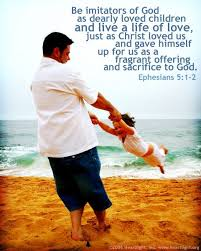 Be imitators of God
as dearly loved children
and live a life of love,
just as Christ loved us
and gave himself
up for us as a
fragrant offering
and sacrifice to God.
Ephesians 5:1-2